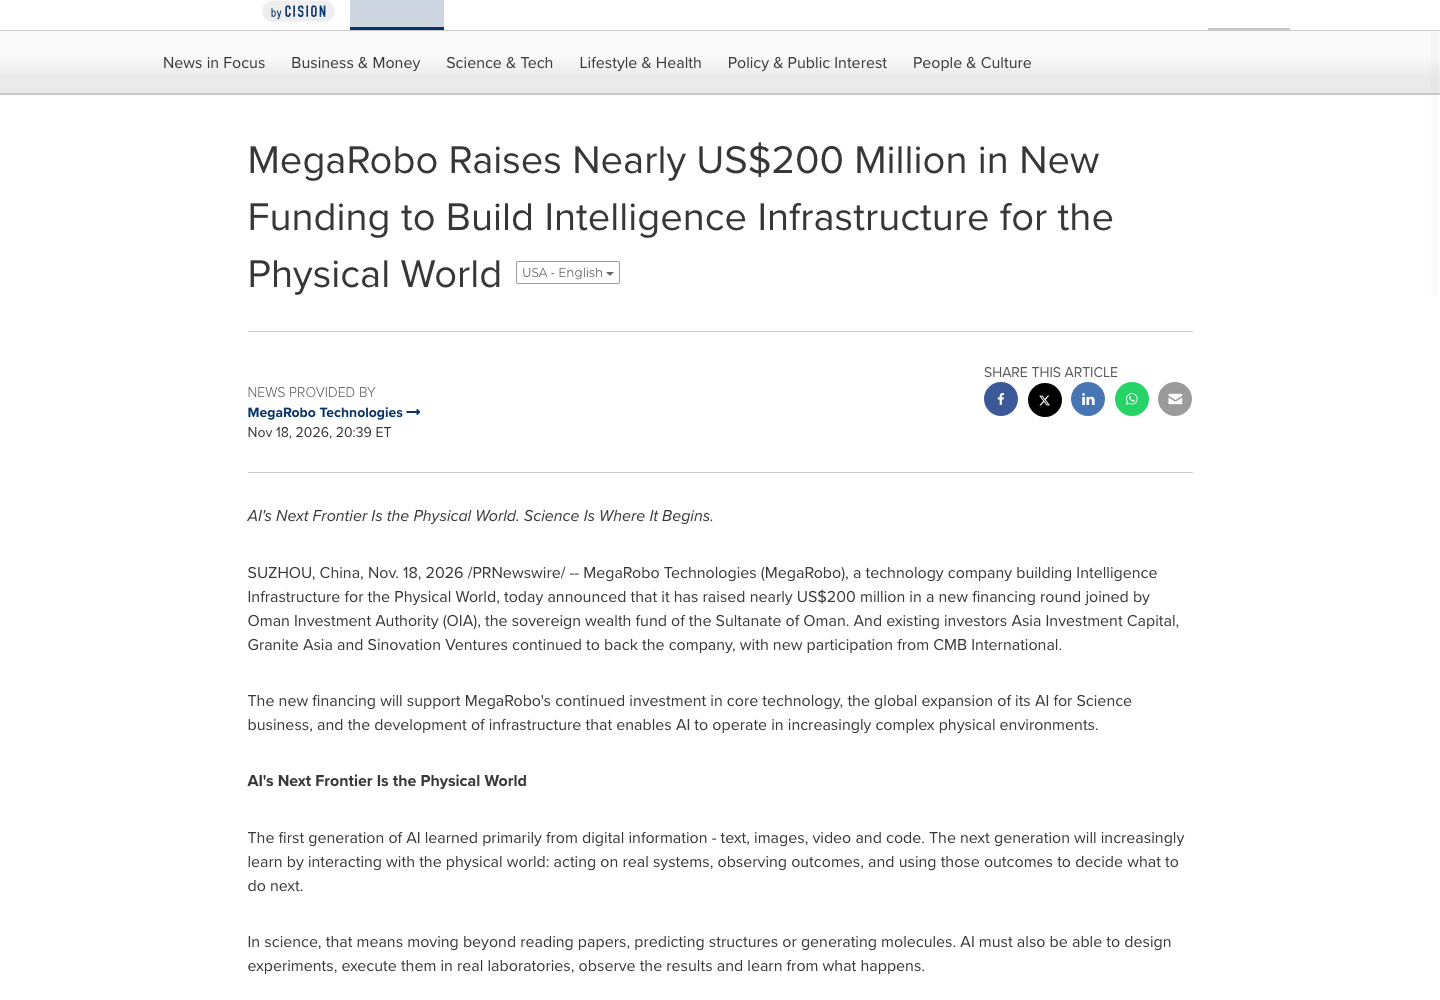 by CISION
News in Focus
Business & Money
Science & Tech
Lifestyle & Health
Policy & Public Interest
People & Culture
MegaRobo Raises Nearly US$200 Million in New
Funding to Build Intelligence Infrastructure for the
Physical World
USA - English
SHARE THIS ARTICLE
NEWS PROVIDED BY
MegaRobo Technologies
Nov 18, 2026, 20:39 ET
AI's Next Frontier Is the Physical World. Science Is Where It Begins.
SUZHOU, China, Nov. 18, 2026 /PRNewswire/ -- MegaRobo Technologies (MegaRobo), a technology company building Intelligence
Infrastructure for the Physical World, today announced that it has raised nearly US$200 million in a new financing round joined by
Oman Investment Authority (OIA), the sovereign wealth fund of the Sultanate of Oman. And existing investors Asia Investment Capital,
Granite Asia and Sinovation Ventures continued to back the company, with new participation from CMB International.
The new financing will support MegaRobo's continued investment in core technology, the global expansion of its AI for Science
business, and the development of infrastructure that enables AI to operate in increasingly complex physical environments.
AI's Next Frontier Is the Physical World
The first generation of AI learned primarily from digital information - text, images, video and code. The next generation will increasingly
learn by interacting with the physical world: acting on real systems, observing outcomes, and using those outcomes to decide what to
do next.
In science, that means moving beyond reading papers, predicting structures or generating molecules. AI must also be able to design
experiments, execute them in real laboratories, observe the results and learn from what happens.